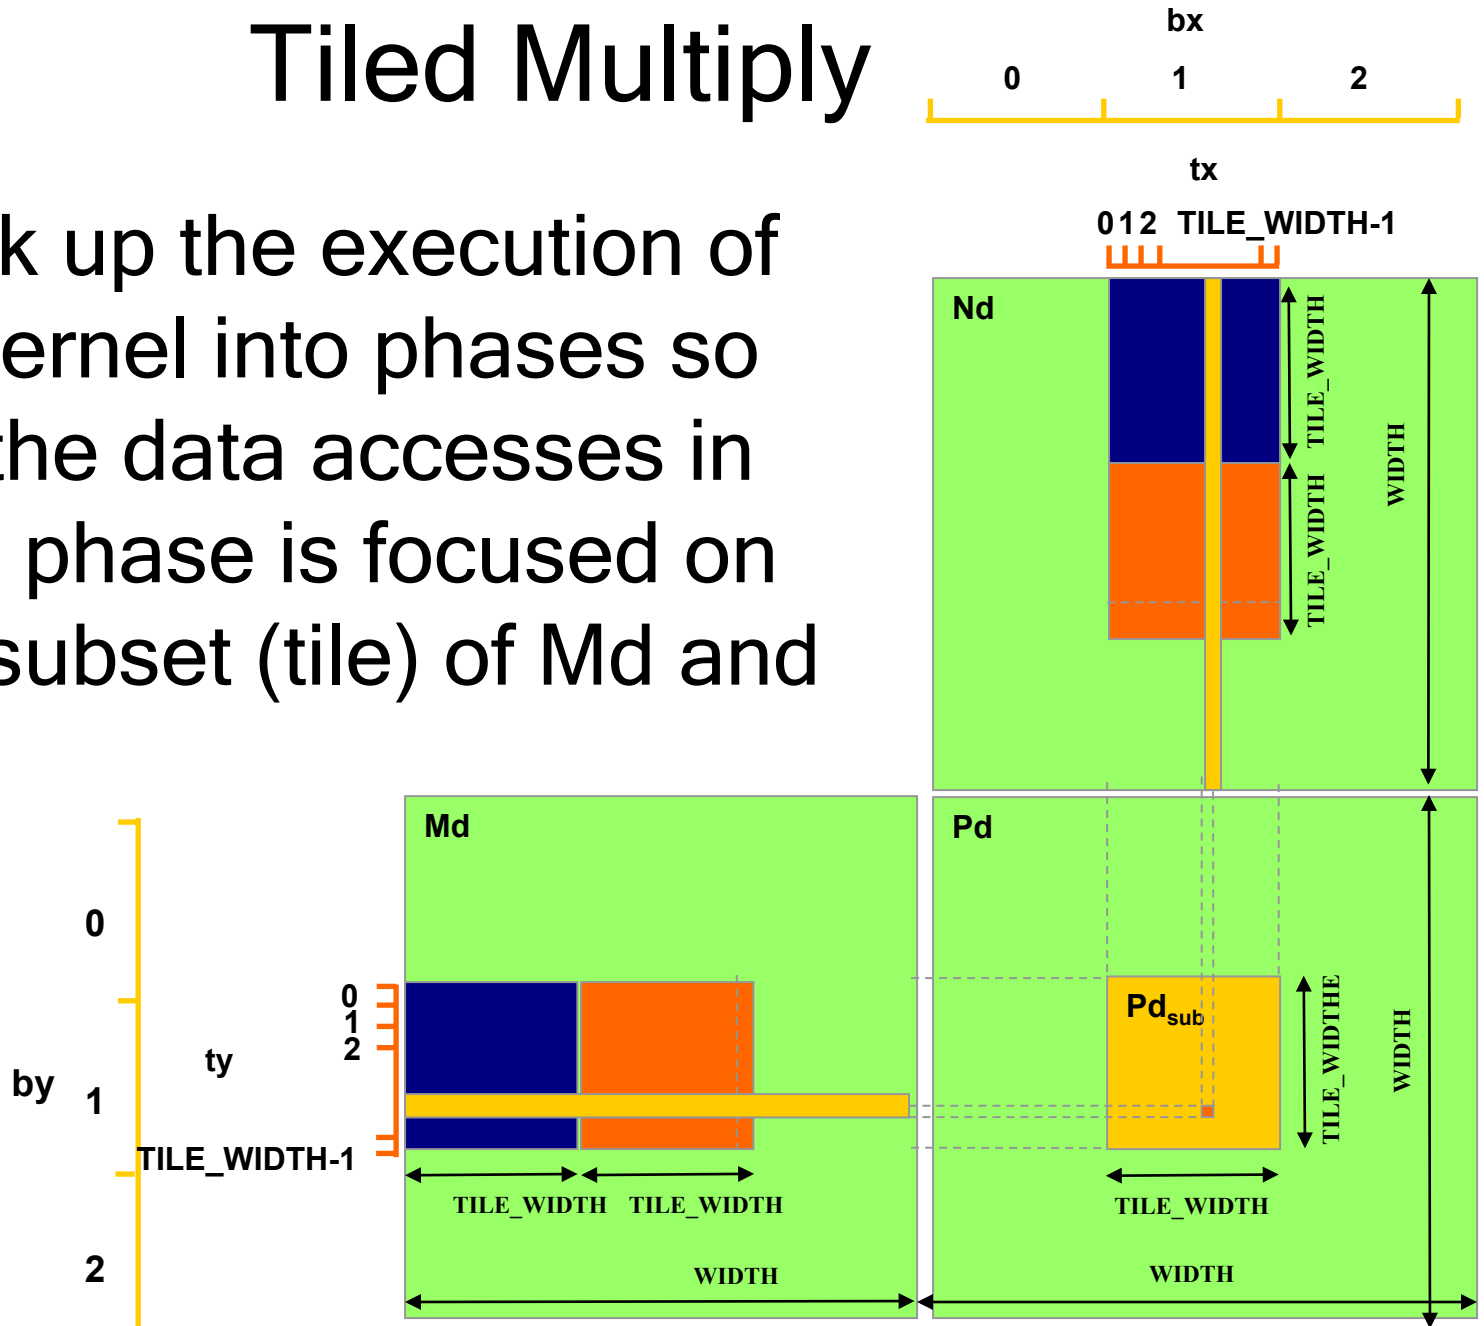 Tiled Multiply
k up the execution of
ernel into phases so
the data accesses in
phase is focused on
subset (tile) of Md and
bx
0 1 2
tx
0 1 2 TILE_WIDTH-1
Nd
TILE_WIDTH
TILE_WIDTH
WIDTH
Md
Pd
by
0
1
2
ty
0
1
2
TILE_WIDTH-1
TILE_WIDTH TILE_WIDTH
WIDTH
Pdsub
TILE_WIDTHE
WIDTH
TILE_WIDTH
WIDTH